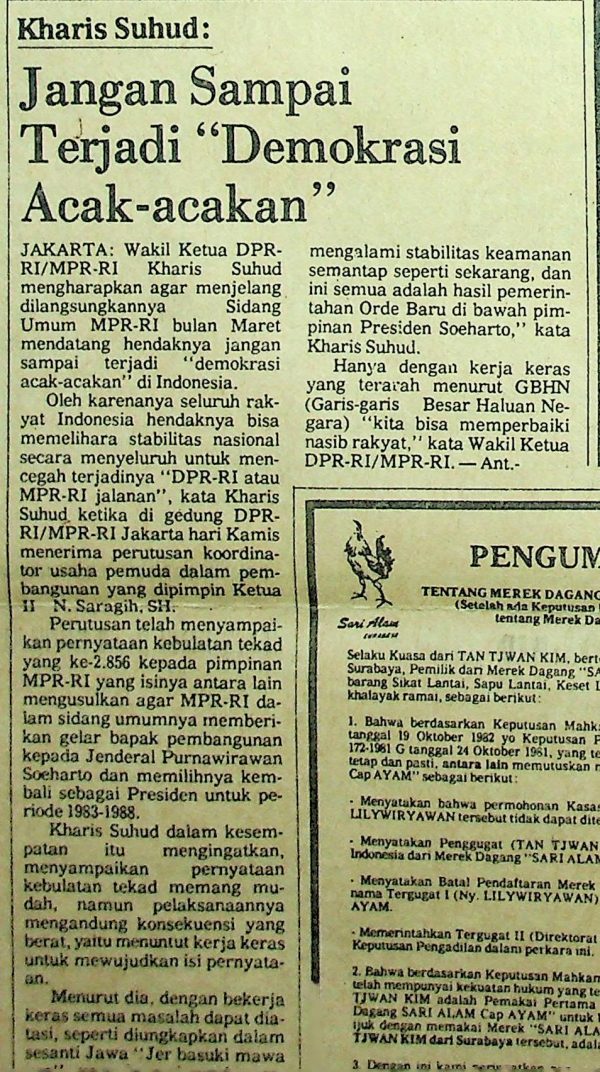 Kharis Suhud:
Jangan Sampai
Terjadi “Demokrasi
Acak-acakan”
JAKARTA: Wakil Ketua DPR-
RI/MPR-RI Kharis Suhud
mengharapkan agar menjelang
dilangsungkannya Sidang
Umum MPR-RI bulan Maret
mendatang hendaknya jangan
sampai terjadi “demokrasi
acak-acakan” di Indonesia.
Oleh karenanya seluruh rak-
yat Indonesia hendaknya bisa
memelihara stabilitas nasional
secara menyeluruh untuk men-
cegah terjadinya “DPR-RI atau
MPR-RI jalanan”, kata Kharis
Suhud ketika di gedung DPR-
RI/MPR-RI Jakarta hari Kamis
menerima perutusan koordina-
tor usaha pemuda dalam pem-
bangunan yang dipimpin Ketua
II N. Saragih, SH.
Perutusan telah menyampai-
kan pernyataan kebulatan tekad
yang ke-2.856 kepada pimpinan
MPR-RI yang isinya antara lain
mengusulkan agar MPR-RI da-
lam sidang umumnya memberi-
kan gelar bapak pembangunan
kepada Jenderal Purnawirawan
Soeharto dan memilihnya kem-
bali sebagai Presiden untuk pe-
riode 1983-1988.
Kharis Suhud dalam kesem-
patan itu mengingatkan,
menyampaikan pernyataan
kebulatan tekad memang mu-
dah, namun pelaksanaannya
mengandung konsekuensi yang
berat, yaitu menuntut kerja keras
untuk mewujudkan isi pernyata-
an.
Menurut dia, dengan bekerja
keras semua masalah dapat dia-
tasi, seperti diungkapkan dalam
sesanti Jawa “Jer basuki mawa
mengalami stabilitas keamanan
semantap seperti sekarang, dan
ini semua adalah hasil pemerin-
tahan Orde Baru di bawah pim-
pinan Presiden Soeharto,” kata
Kharis Suhud.
Hanya dengan kerja keras
yang terarah menurut GBHN
(Garis-garis Besar Haluan Ne-
gara) “kita bisa memperbaiki
nasib rakyat,” kata Wakil Ketua
DPR-RI/MPR-RI. — Ant.-
Sari Alam
SURABAYA
PENGUM
TENTANG MEREK DAGANG
(Setelah ada Keputusan
tentang Merek Da
Selaku Kuasa dari TAN TJWAN KIM, bert
Surabaya, Pemilik dari Merek Dagang “SA
barang Sikat Lantai, Sapu Lantai, Keset L
khalayak ramai, sebagai berikut:
1. Bahwa berdasarkan Keputusan Mahk
tanggal 19 Oktober 1982 yo Keputusan P
172-1981 G tanggal 24 Oktober 1981, yang te
tetap dan pasti, antara lain memutuskan m
Cap AYAM” sebagai berikut:
- Menyatakan bahwa permohonan Kasas
LILYWIRYAWAN tersebut tidak dapat dite
- Menyatakan Penggugat (TAN TJWAN
Indonesia dari Merek Dagang “SARI ALAM
- Menyatakan Batal Pendaftaran Merek
nama Tergugat I (Ny. LILYWIRYAWAN)
AYAM.
- Memerintahkan Tergugat II (Direktorat
Keputusan Pengadilan dalam perkara ini.
2. Bahwa berdasarkan Keputusan Mahkam
telah mempunyai kekuatan hukum yang te
TJWAN KIM adalah Pemakai Pertama
Dagang SARI ALAM Cap AYAM” untuk
ijuk dengan memakai Merek “SARI ALA
TJWAN KIM dari Surabaya tersebut, adala
3. Dengan ini kami